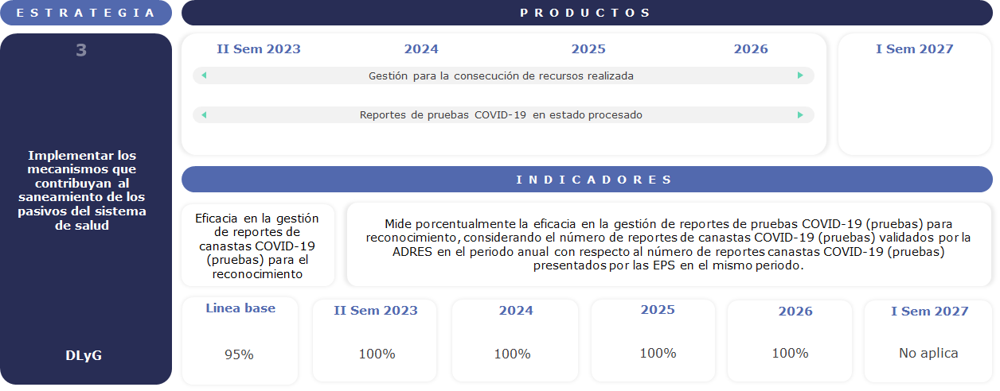 ESTRATEGIA
PRODUCTOS
3
Implementar los
mecanismos que
contribuyan al
saneamiento de los
pasivos del sistema
de salud
DLyG
II Sem 2023
2024
2025
2026
I Sem 2027
Gestión para la consecución de recursos realizada
Reportes de pruebas COVID-19 en estado procesado
INDICADORES
Eficacia en la gestión
de reportes de
canastas COVID-19
(pruebas) para el
reconocimiento
Mide porcentualmente la eficacia en la gestión de reportes de pruebas COVID-19 (pruebas) para
reconocimiento, considerando el número de reportes de canastas COVID-19 (pruebas) validados por la
ADRES en el periodo anual con respecto al número de reportes canastas COVID-19 (pruebas)
presentados por las EPS en el mismo periodo.
Linea base
II Sem 2023
2024
2025
2026
I Sem 2027
95%
100%
100%
100%
100%
No aplica